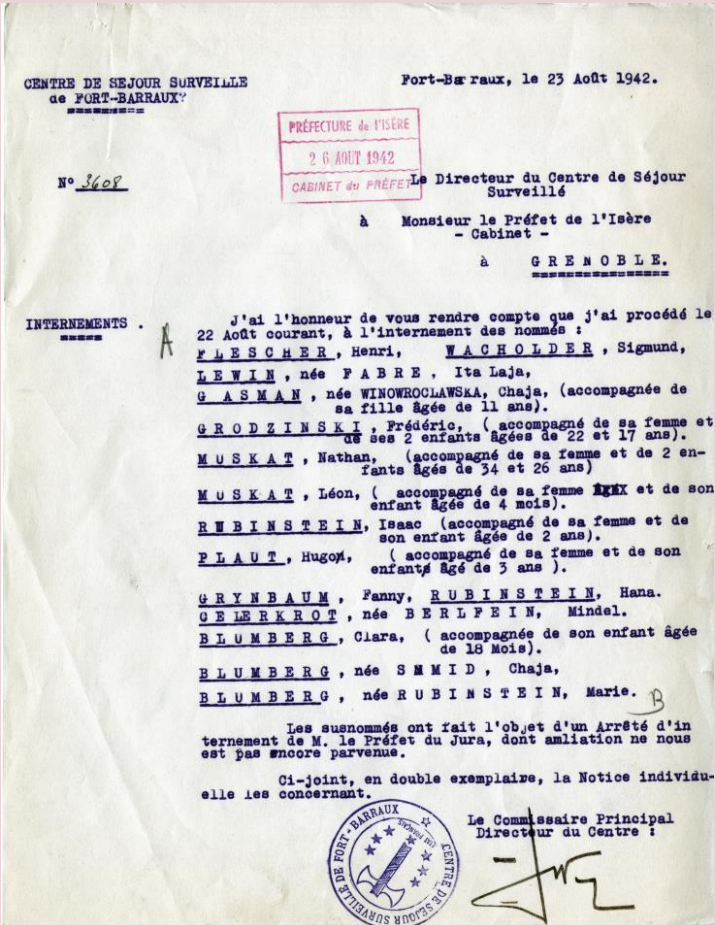 CENTRE DE SEJOUR SURVEILLE
de FORT-BARRAUX
Fort-Barraux, le 23 Août 1942.
PRÉFECTURE de l'ISÈRE
2 6 AOUT 1942
CABINET du PRÉFET
N° 3608
Le Directeur du Centre de Séjour
Surveillé
à Monsieur le Préfet de l'Isère
- Cabinet -
à GRENOBLE.
INTERNEMENTS .
A
J'ai l'honneur de vous rendre compte que j'ai procédé le
22 Août courant, à l'internement des nommés :
FLESCHER, Henri, WACHOLDER, Sigmund,
LEWIN, née FABRE, Ita Laja,
GASMAN, née WINOWROCLAWSKA, Chaja, (accompagnée de
sa fille âgée de 11 ans).
GRODZINSKI, Frédéric, ( accompagné de sa femme et
de ses 2 enfants âgées de 22 et 17 ans).
MUSKAT, Nathan, (accompagné de sa femme et de 2 en-
fants âgés de 34 et 26 ans)
MUSKAT, Léon, ( accompagné de sa femme et de son
enfant âgée de 4 mois).
RUBINSTEIN, Isaac (accompagné de sa femme et de
son enfant âgée de 2 ans).
PLAUT, Hugo, ( accompagné de sa femme et de son
enfant âgé de 3 ans ).
GRYNBAUM, Fanny, RUBINSTEIN, Hana.
GELERKROT, née BERLFEIN, Mindel.
BLUMBERG, Clara, ( accompagnée de son enfant âgée
de 18 Mois).
BLUMBERG, née SMMID, Chaja,
BLUMBERG, née RUBINSTEIN, Marie.
B
Les susnommés ont fait l'objet d'un Arrêté d'in
ternement de M. le Préfet du Jura, dont amliation ne nous
est pas encore parvenue.
Ci-joint, en double exemplaire, la Notice individu-
elle les concernant.
Le Commissaire Principal
Directeur du Centre :
CENTRE DE SEJOUR SURVEILLÉ DE FORT-BARRAUX